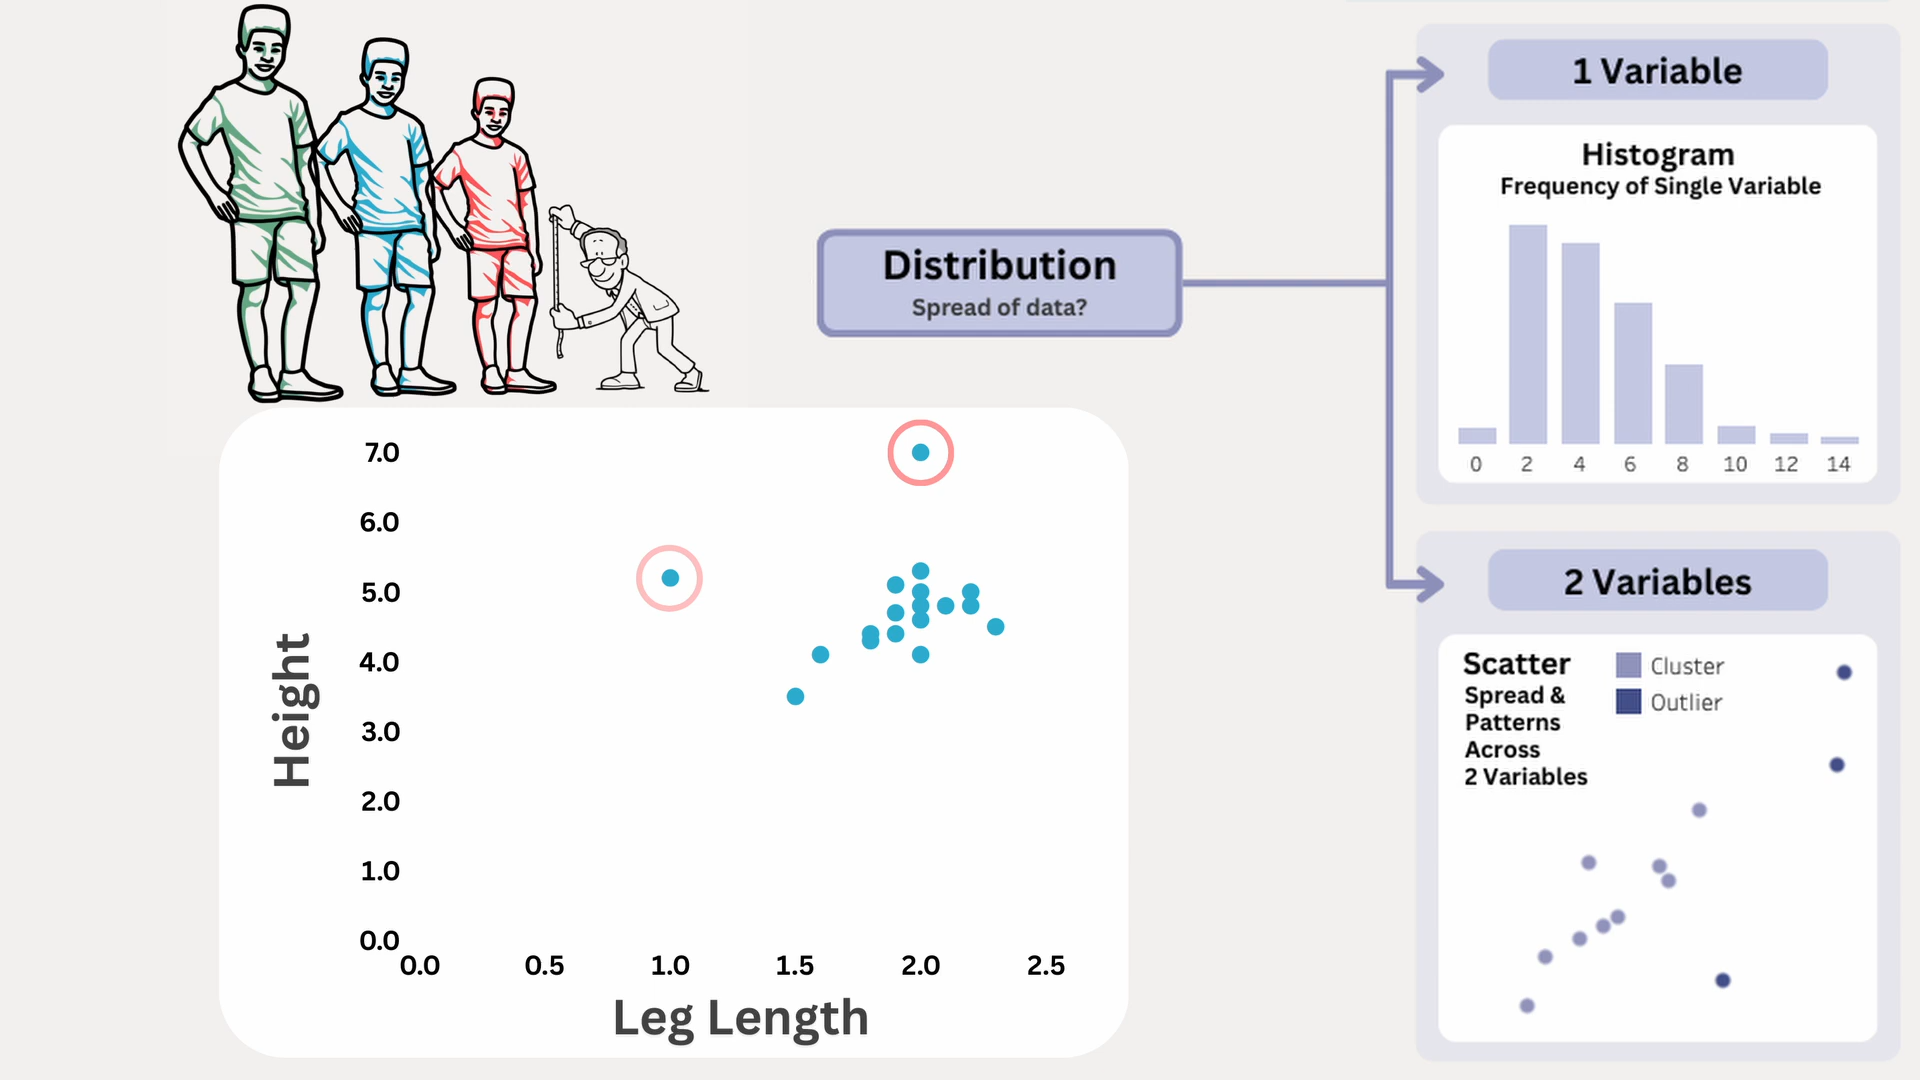 Distribution
Spread of data?
1 Variable
Histogram
Frequency of Single Variable
0 2 4 6 8 10 12 14
2 Variables
Scatter
Spread &
Patterns
Across
2 Variables
Cluster
Outlier
Height
7.0
6.0
5.0
4.0
3.0
2.0
1.0
0.0
0.0 0.5 1.0 1.5 2.0 2.5
Leg Length